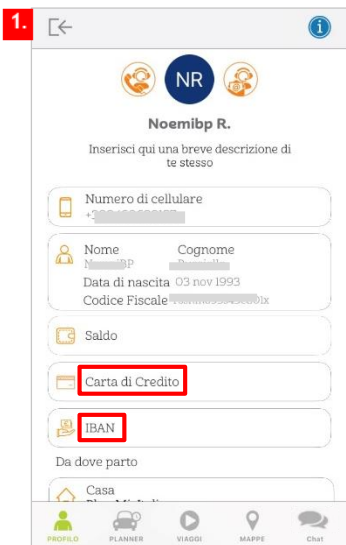 1.
i
NR
Noemibp R.
Inserisci qui una breve descrizione di
te stesso
Numero di cellulare
Nome Cognome
Data di nascita 03 nov 1993
Codice Fiscale
Saldo
Carta di Credito
IBAN
Da dove parto
Casa
PROFILO PLANNER VIAGGI MAPPE Chat